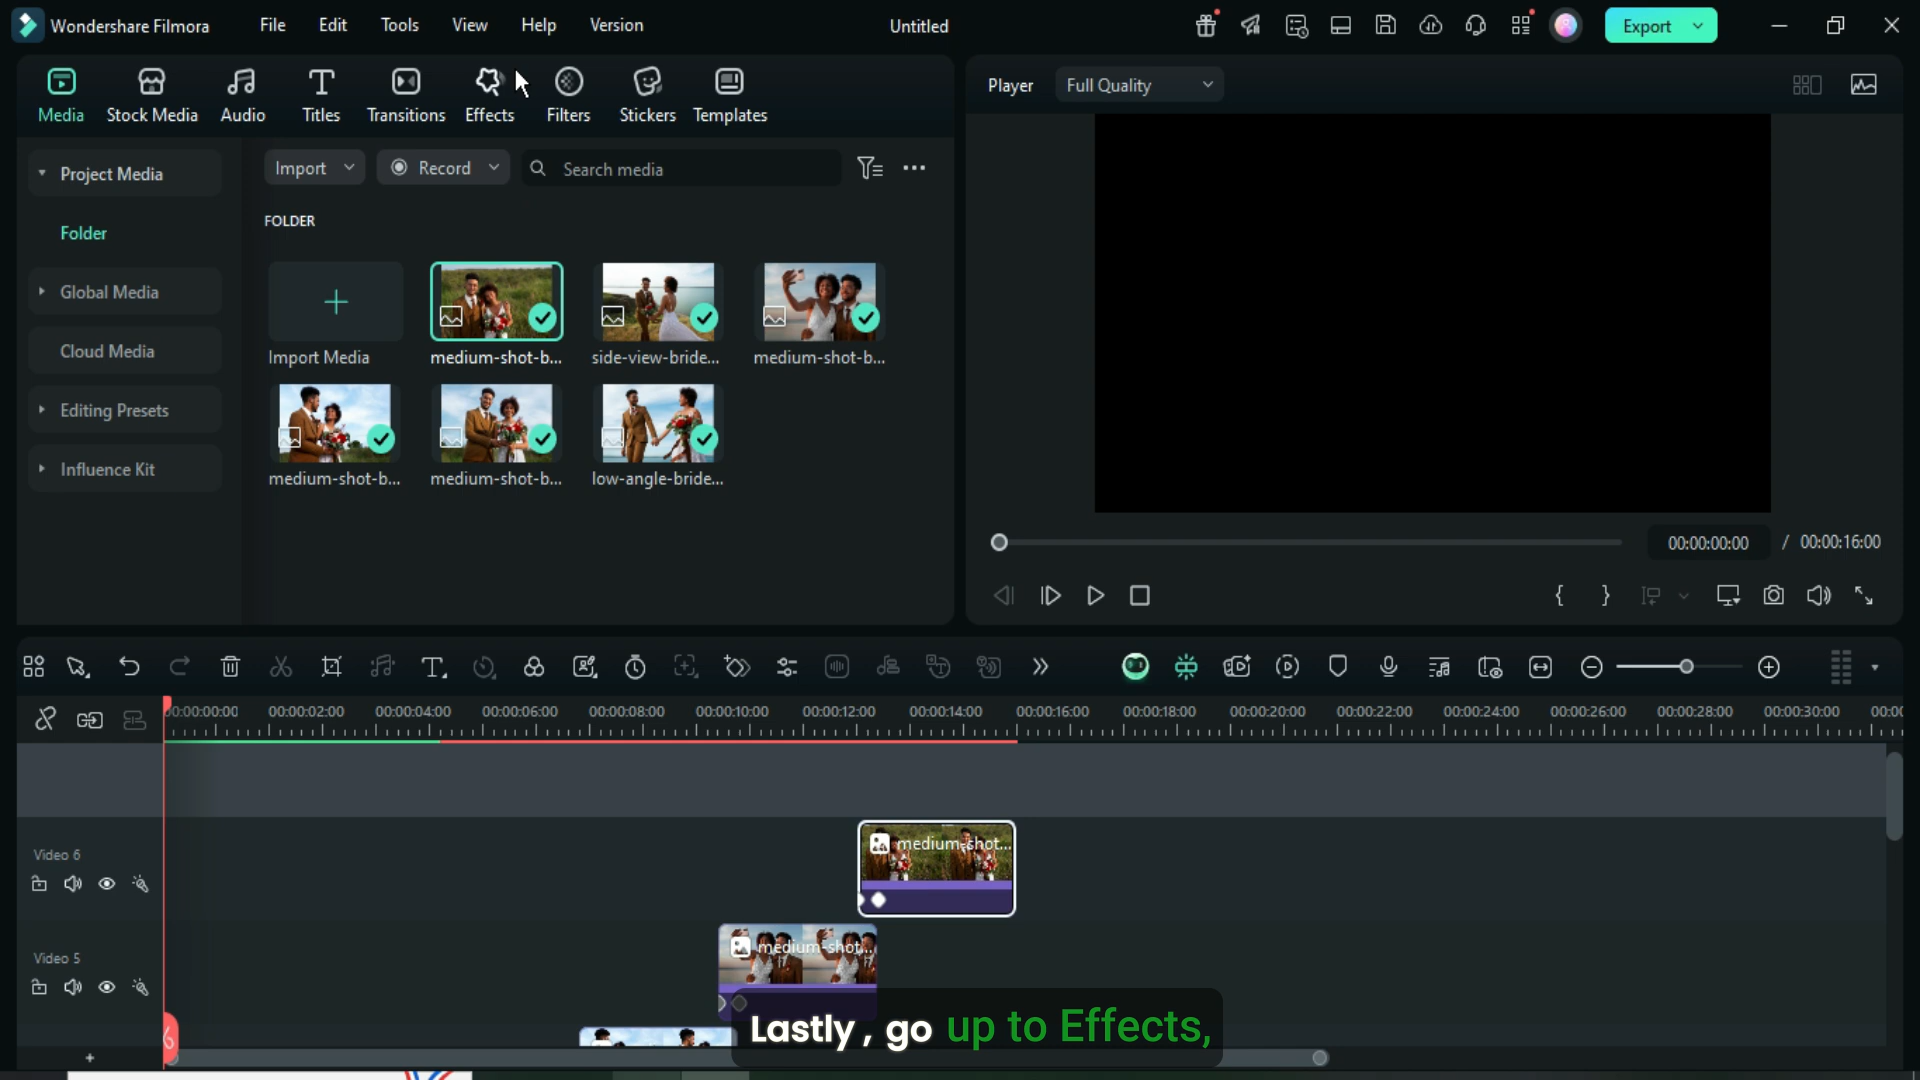 Wondershare Filmora
File
Edit
Tools
View
Help
Version
Untitled
Export
Media
Stock Media
Audio
Titles
Transitions
Effects
Filters
Stickers
Templates
Player
Full Quality
Project Media
Folder
Global Media
Cloud Media
Editing Presets
Influence Kit
Import
Record
Search media
FOLDER
Import Media
medium-shot-b...
side-view-bride...
medium-shot-b...
medium-shot-b...
medium-shot-b...
low-angle-bride...
00:00:00:00 / 00:00:16:00
00:00:00:00
00:00:02:00
00:00:04:00
00:00:06:00
00:00:08:00
00:00:10:00
00:00:12:00
00:00:14:00
00:00:16:00
00:00:18:00
00:00:20:00
00:00:22:00
00:00:24:00
00:00:26:00
00:00:28:00
00:00:30:00
Video 6
medium-shot...
Video 5
medium-shot...
Lastly, go up to Effects,